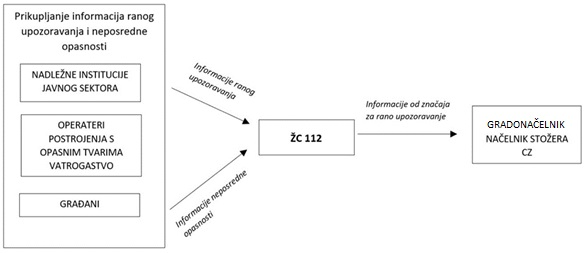 Prikupljanje informacija ranog
upozoravanja i neposredne
opasnosti
NADLEŽNE INSTITUCIJE
JAVNOG SEKTORA
OPERATERI
POSTROJENJA S
OPASNIM TVARIMA
VATROGASTVO
GRAĐANI
Informacije ranog
upozoravanja
Informacije neposredne
opasnosti
ŽC 112
Informacije od značaja
za rano upozoravanje
GRADONAČELNIK
NAČELNIK STOŽERA
CZ